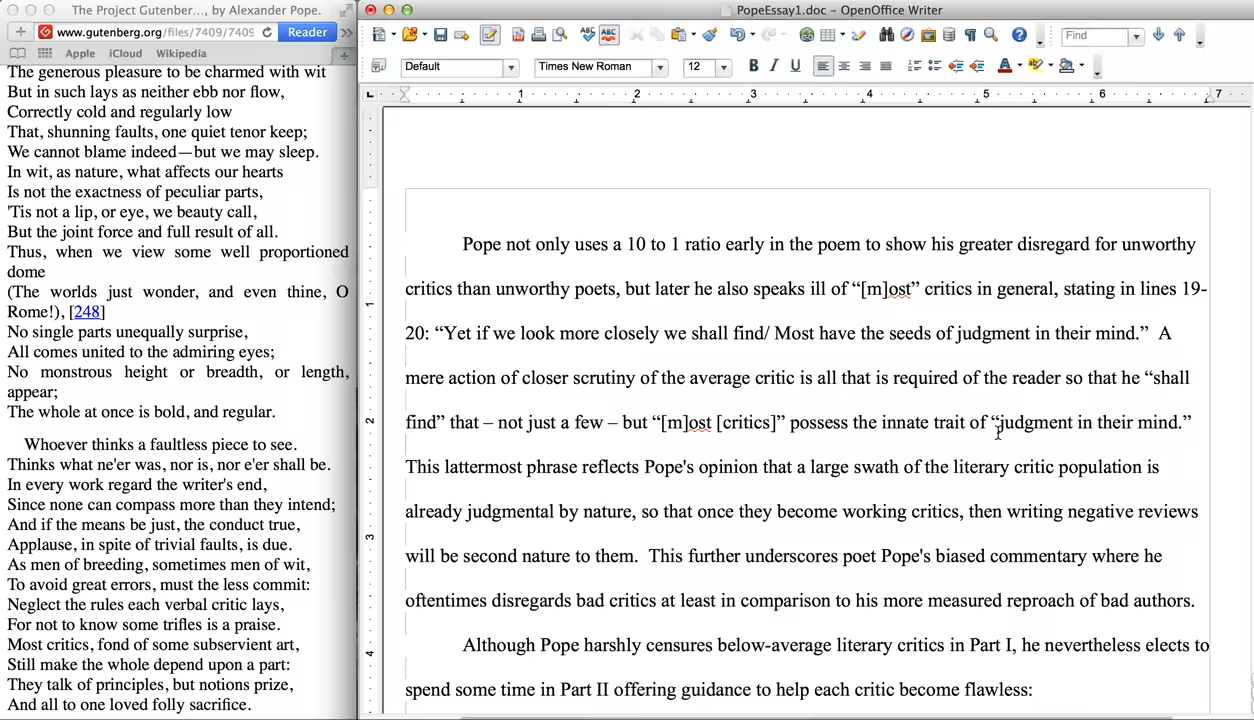 The Project Gutenber..., by Alexander Pope.
www.gutenberg.org/files/7409/7409
Reader
Apple
iCloud
Wikipedia
The generous pleasure to be charmed with wit
But in such lays as neither ebb nor flow,
Correctly cold and regularly low
That, shunning faults, one quiet tenor keep;
We cannot blame indeed—but we may sleep.
In wit, as nature, what affects our hearts
Is not the exactness of peculiar parts,
'Tis not a lip, or eye, we beauty call,
But the joint force and full result of all.
Thus, when we view some well proportioned
dome
(The worlds just wonder, and even thine, O
Rome!), [248]
No single parts unequally surprise,
All comes united to the admiring eyes;
No monstrous height or breadth, or length,
appear;
The whole at once is bold, and regular.
Whoever thinks a faultless piece to see.
Thinks what ne'er was, nor is, nor e'er shall be.
In every work regard the writer's end,
Since none can compass more than they intend;
And if the means be just, the conduct true,
Applause, in spite of trivial faults, is due.
As men of breeding, sometimes men of wit,
To avoid great errors, must the less commit:
Neglect the rules each verbal critic lays,
For not to know some trifles is a praise.
Most critics, fond of some subservient art,
Still make the whole depend upon a part:
They talk of principles, but notions prize,
And all to one loved folly sacrifice.
PopeEssay1.doc - OpenOffice Writer
ABC
ABC
Find
Default
Times New Roman
12
B I U
A
1 2 3 4 5 6 7
1
2
3
4
Pope not only uses a 10 to 1 ratio early in the poem to show his greater disregard for unworthy
critics than unworthy poets, but later he also speaks ill of “[m]ost” critics in general, stating in lines 19-
20: “Yet if we look more closely we shall find/ Most have the seeds of judgment in their mind.”  A
mere action of closer scrutiny of the average critic is all that is required of the reader so that he “shall
find” that – not just a few – but “[m]ost [critics]” possess the innate trait of “judgment in their mind.”
This lattermost phrase reflects Pope's opinion that a large swath of the literary critic population is
already judgmental by nature, so that once they become working critics, then writing negative reviews
will be second nature to them.  This further underscores poet Pope's biased commentary where he
oftentimes disregards bad critics at least in comparison to his more measured reproach of bad authors.
Although Pope harshly censures below-average literary critics in Part I, he nevertheless elects to
spend some time in Part II offering guidance to help each critic become flawless: